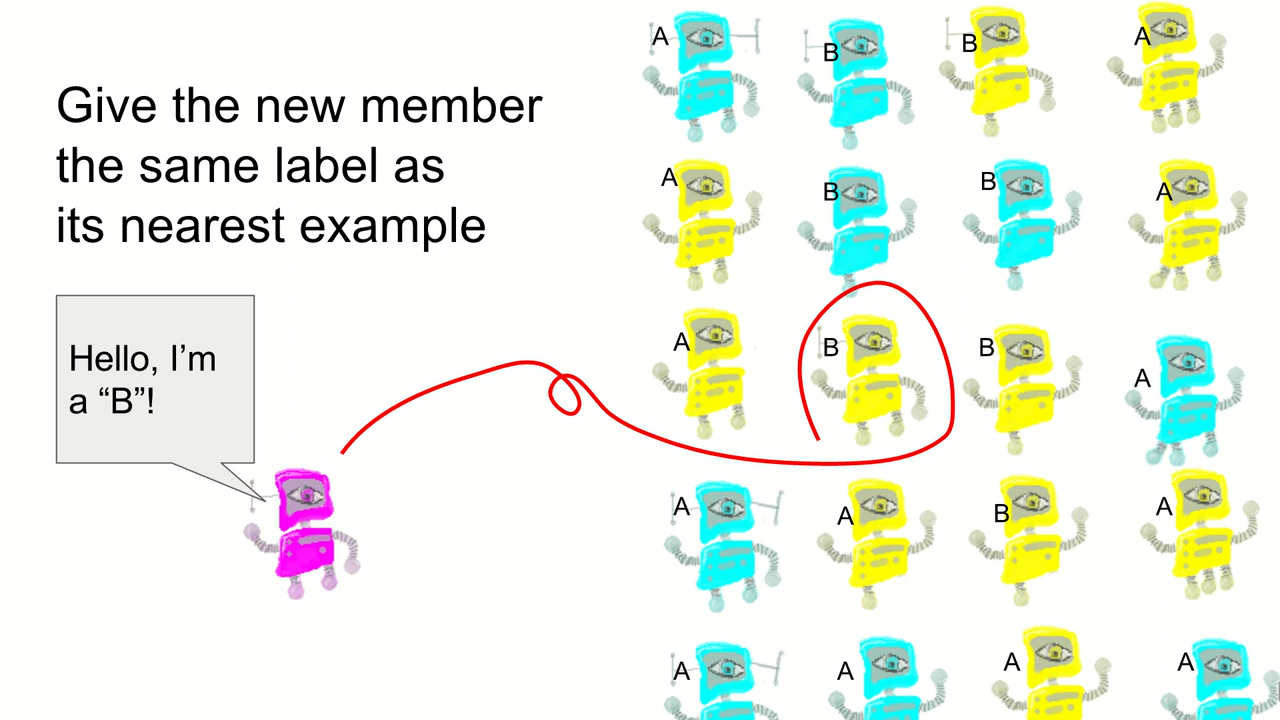 Give the new member
the same label as
its nearest example
Hello, I’m
a “B”!
A
B
B
A
A
B
B
A
A
B
B
A
A
A
B
A
A
A
A
A